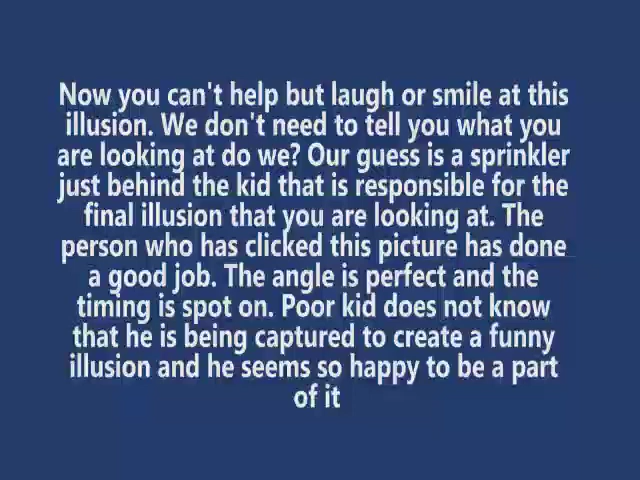 Now you can't help but laugh or smile at this
illusion. We don't need to tell you what you
are looking at do we? Our guess is a sprinkler
just behind the kid that is responsible for the
final illusion that you are looking at. The
person who has clicked this picture has done
a good job. The angle is perfect and the
timing is spot on. Poor kid does not know
that he is being captured to create a funny
illusion and he seems so happy to be a part
of it